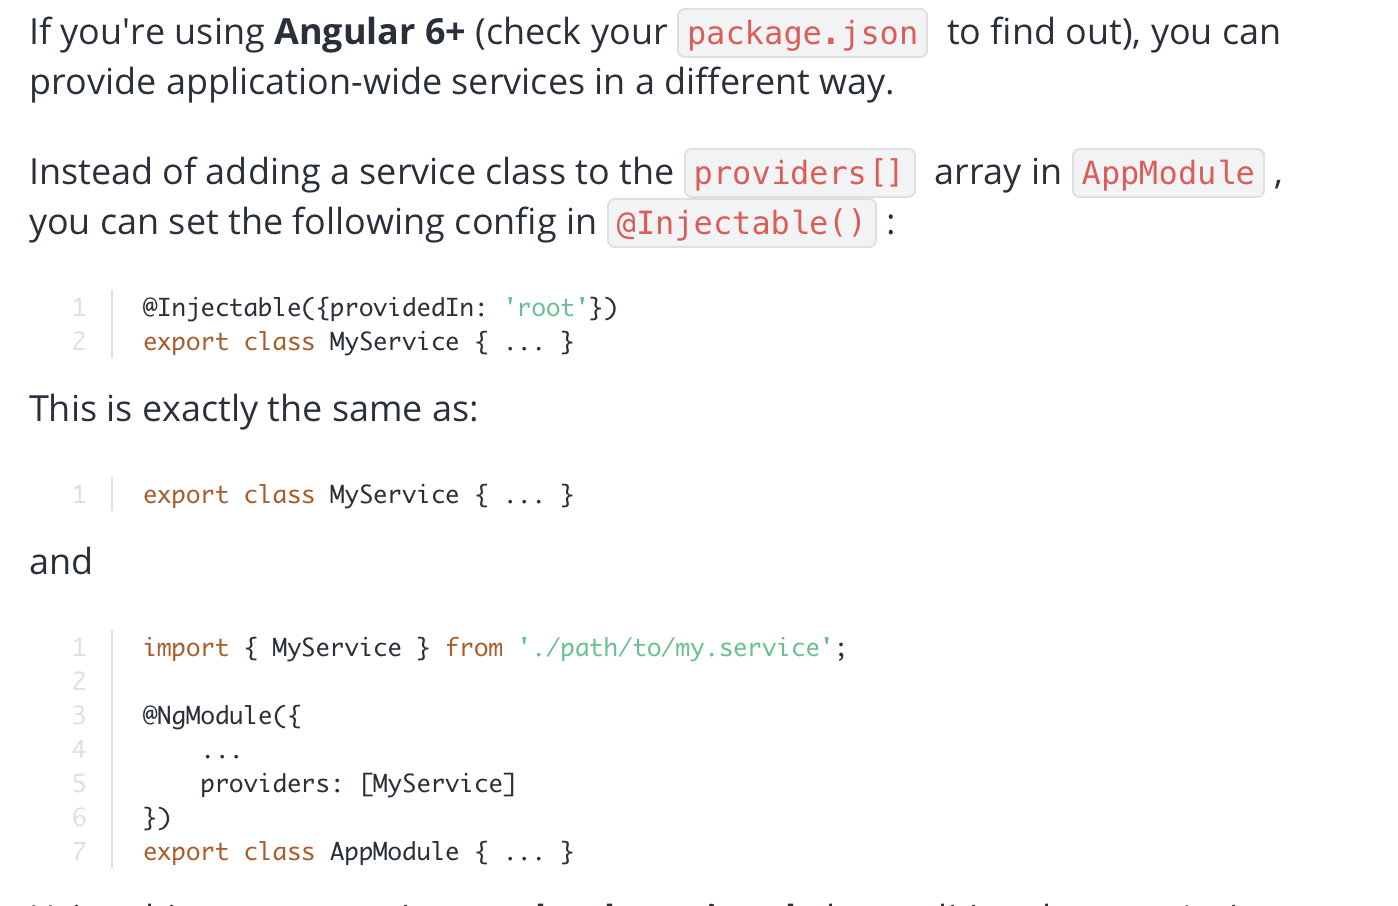 If you're using Angular 6+ (check your package.json to find out), you can
provide application-wide services in a different way.
Instead of adding a service class to the providers[] array in AppModule ,
you can set the following config in @Injectable() :
1 @Injectable({providedIn: 'root'})
2 export class MyService { ... }
This is exactly the same as:
1 export class MyService { ... }
and
1 import { MyService } from './path/to/my.service';
2
3 @NgModule({
4 ...
5 providers: [MyService]
6 })
7 export class AppModule { ... }